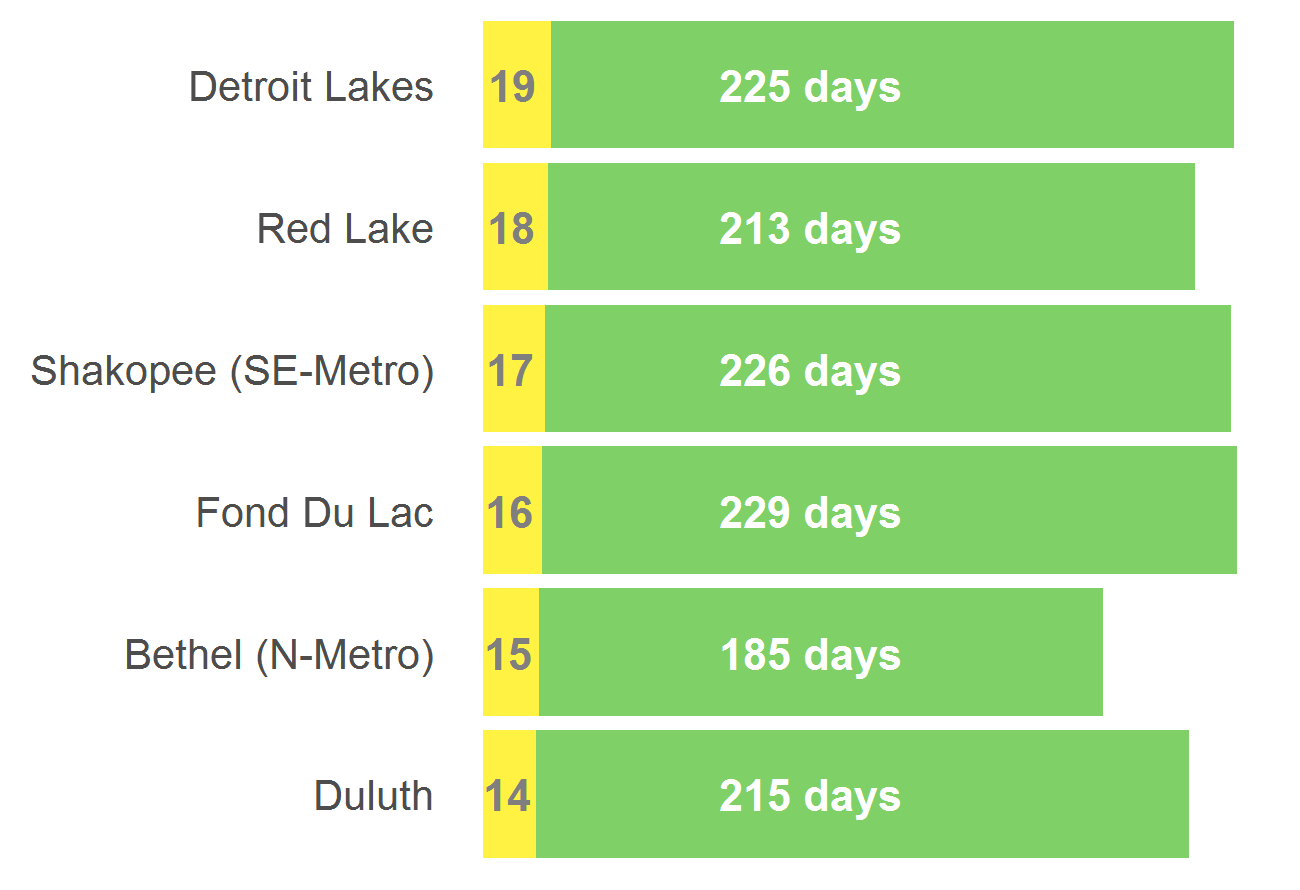 Detroit Lakes 19 225 days
Red Lake 18 213 days
Shakopee (SE-Metro) 17 226 days
Fond Du Lac 16 229 days
Bethel (N-Metro) 15 185 days
Duluth 14 215 days